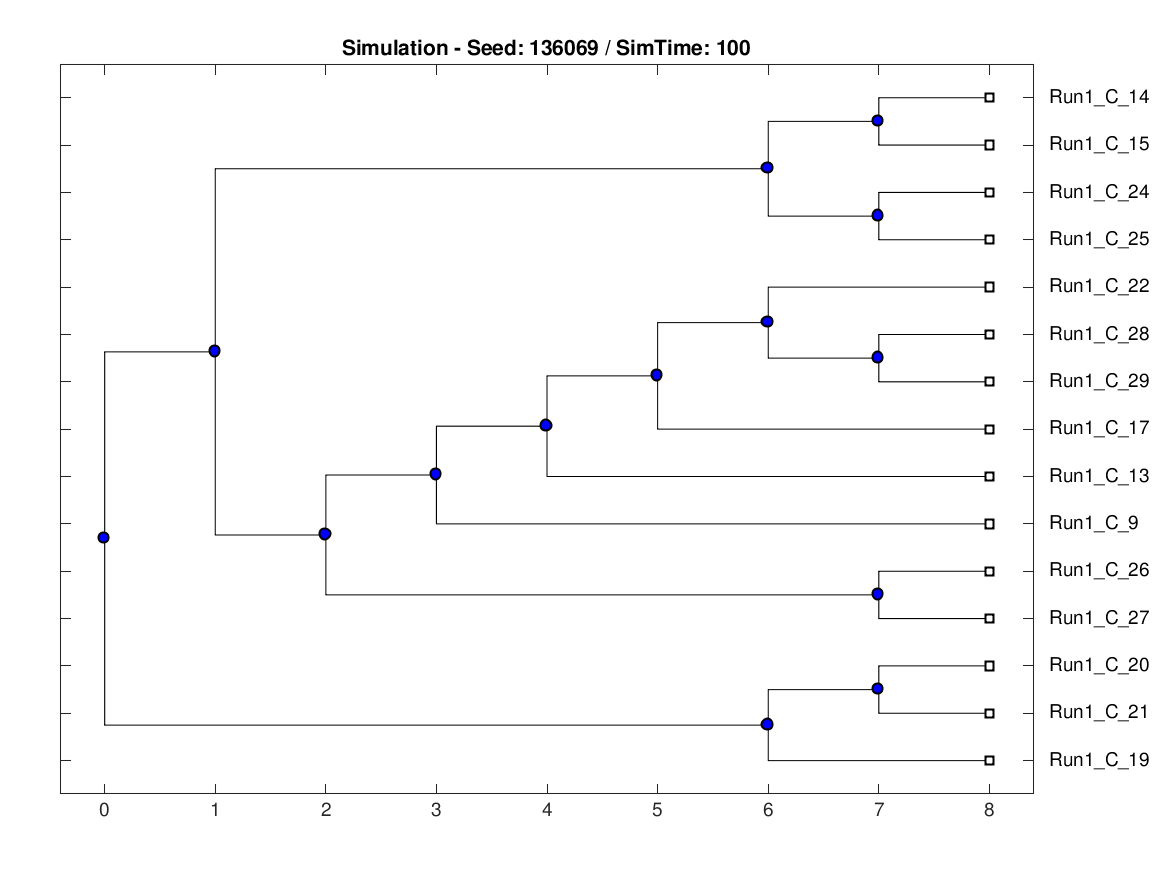 Simulation - Seed: 136069 / SimTime: 100
Run1_C_14
Run1_C_15
Run1_C_24
Run1_C_25
Run1_C_22
Run1_C_28
Run1_C_29
Run1_C_17
Run1_C_13
Run1_C_9
Run1_C_26
Run1_C_27
Run1_C_20
Run1_C_21
Run1_C_19
0 1 2 3 4 5 6 7 8